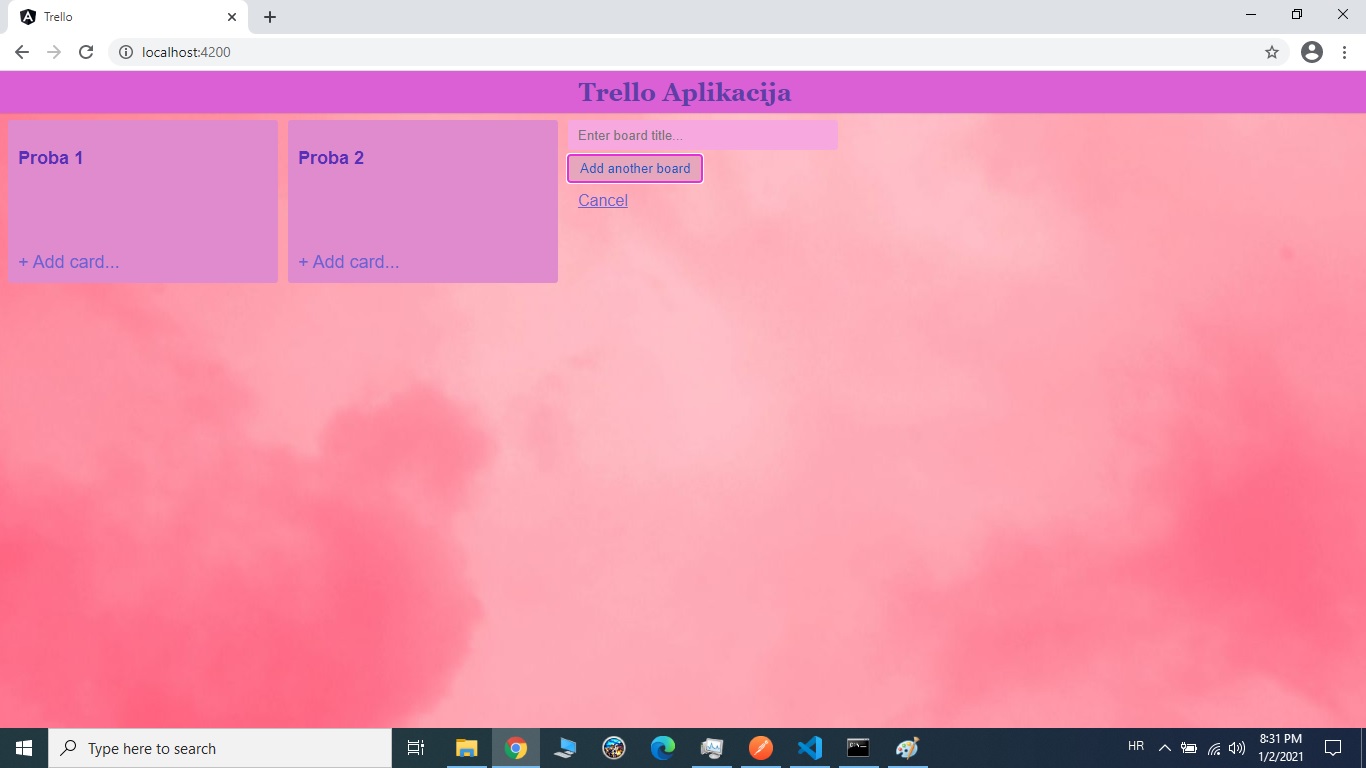 Trello
localhost:4200
Trello Aplikacija
Proba 1
+ Add card...
Proba 2
+ Add card...
Enter board title...
Add another board
Cancel
Type here to search
HR
8:31 PM
1/2/2021